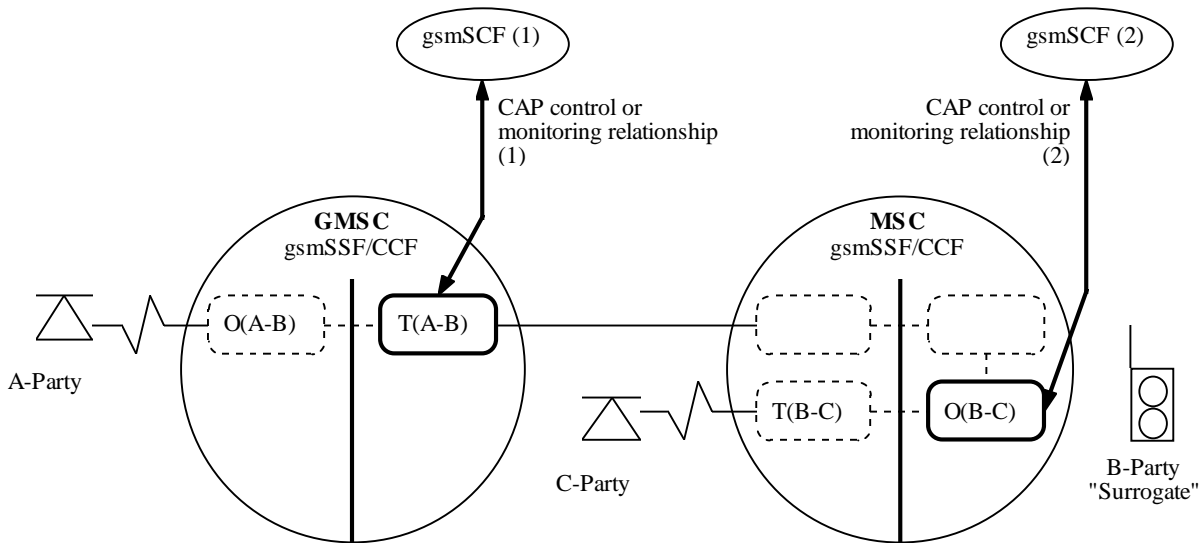 gsmSCF (1)
gsmSCF (2)
CAP control or
monitoring relationship
(1)
CAP control or
monitoring relationship
(2)
GMSC
gsmSSF/CCF
MSC
gsmSSF/CCF
O(A-B)
T(A-B)
A-Party
T(B-C)
O(B-C)
C-Party
B-Party
"Surrogate"